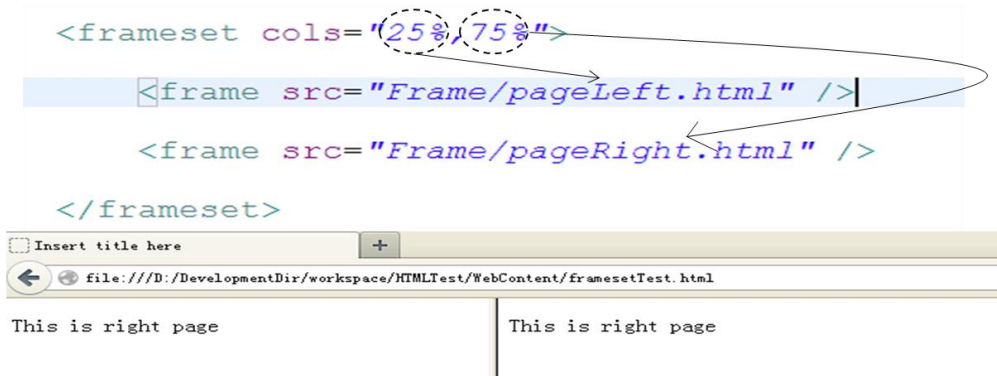 <frameset cols="25%,75%">
<frame src="Frame/pageLeft.html" />
<frame src="Frame/pageRight.html" />
</frameset>
Insert title here
+
file:///D:/DevelopmentDir/workspace/HTMLTest/WebContent/framesetTest.html
This is right page
This is right page